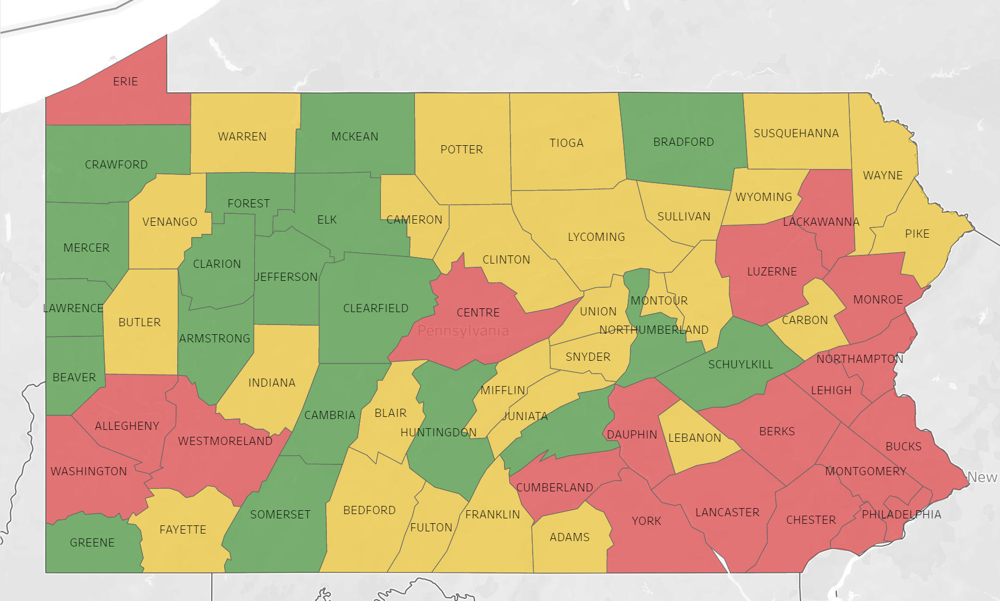 ERIE
SUSQUEHANNA
WARREN
MCKEAN
BRADFORD
TIOGA
POTTER
CRAWFORD
WAYNE
WYOMING
FOREST
SULLIVAN
ELK
CAMERON
VENANGO
LACKAWANNA
PIKE
LYCOMING
MERCER
CLINTON
CLARION
LUZERNE
JEFFERSON
MONTOUR
MONROE
LAWRENCE
CLEARFIELD
UNION
CENTRE
CARBON
BUTLER
Pennsylvania
NORTHUMBERLAND
ARMSTRONG
SNYDER
NORTHAMPTON
SCHUYLKILL
BEAVER
INDIANA
MIFFLIN
LEHIGH
BLAIR
CAMBRIA
JUNIATA
ALLEGHENY
BERKS
HUNTINGDON
DAUPHIN
LEBANON
WESTMORELAND
BUCKS
WASHINGTON
MONTGOMERY
New
CUMBERLAND
BEDFORD
LANCASTER
SOMERSET
FRANKLIN
PHILADELPHIA
CHESTER
YORK
FULTON
FAYETTE
ADAMS
GREENE